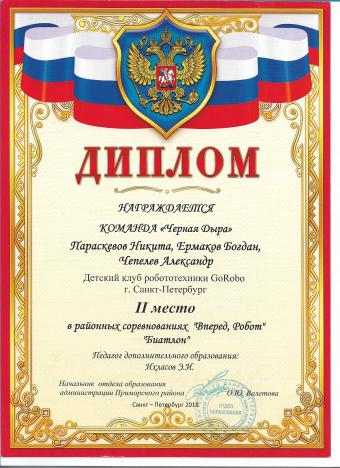 ДИПЛОМ
НАГРАЖДАЕТСЯ
КОМАНДА «Черная Дыра»
Параскевов Никита, Ермаков Богдан,
Чепелев Александр
Детский клуб робототехники GoRobo
г. Санкт-Петербург
II место
в районных соревнованиях "Вперед, Робот"
"Биатлон"
Педагог дополнительного образования:
Ихласов Э.И.
Начальник отдела образования
администрации Приморского района О.Ю. Валетова
Санкт – Петербург 2018
ОТДЕЛ
ОБРАЗОВАНИЯ